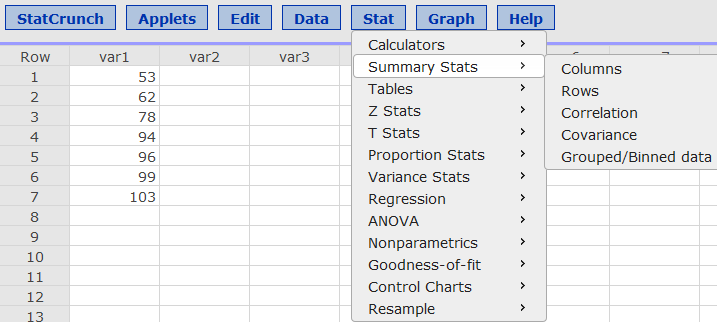 StatCrunch Applets Edit Data Stat Graph Help
Calculators
Row var1 var2 var3
Summary Stats Columns
1 53
Tables Rows
2 62
Z Stats Correlation
3 78
T Stats Covariance
4 94
Proportion Stats Grouped/Binned data
5 96
Variance Stats
6 99
Regression
7 103
ANOVA
8
Nonparametrics
9
Goodness-of-fit
10
Control Charts
11
Resample
12
13